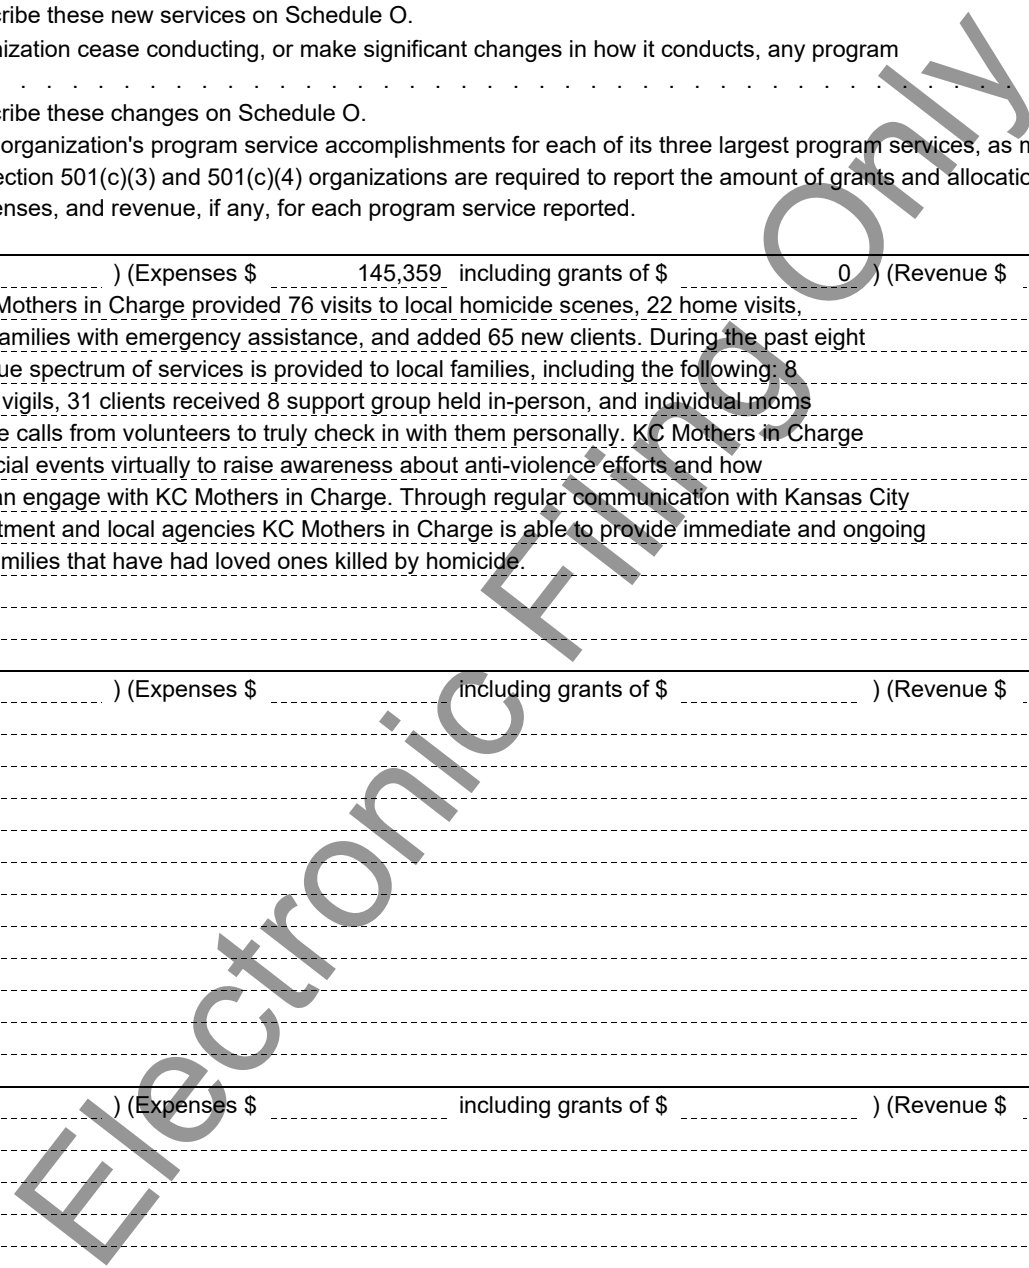 cribe these new services on Schedule O.
nization cease conducting, or make significant changes in how it conducts, any program
. . . . . . . . . . . . . . . . . . . . . . . . . . . . . . . . . . . . . . .
cribe these changes on Schedule O.
organization's program service accomplishments for each of its three largest program services, as m
ection 501(c)(3) and 501(c)(4) organizations are required to report the amount of grants and allocatio
enses, and revenue, if any, for each program service reported.
) (Expenses $ 145,359 including grants of $ 0 ) (Revenue $
Mothers in Charge provided 76 visits to local homicide scenes, 22 home visits,
amilies with emergency assistance, and added 65 new clients. During the past eight
ue spectrum of services is provided to local families, including the following: 8
vigils, 31 clients received 8 support group held in-person, and individual moms
e calls from volunteers to truly check in with them personally. KC Mothers in Charge
cial events virtually to raise awareness about anti-violence efforts and how
an engage with KC Mothers in Charge. Through regular communication with Kansas City
tment and local agencies KC Mothers in Charge is able to provide immediate and ongoing
milies that have had loved ones killed by homicide.
) (Expenses $ including grants of $ ) (Revenue $
) (Expenses $ including grants of $ ) (Revenue $
Electronic Filing Only